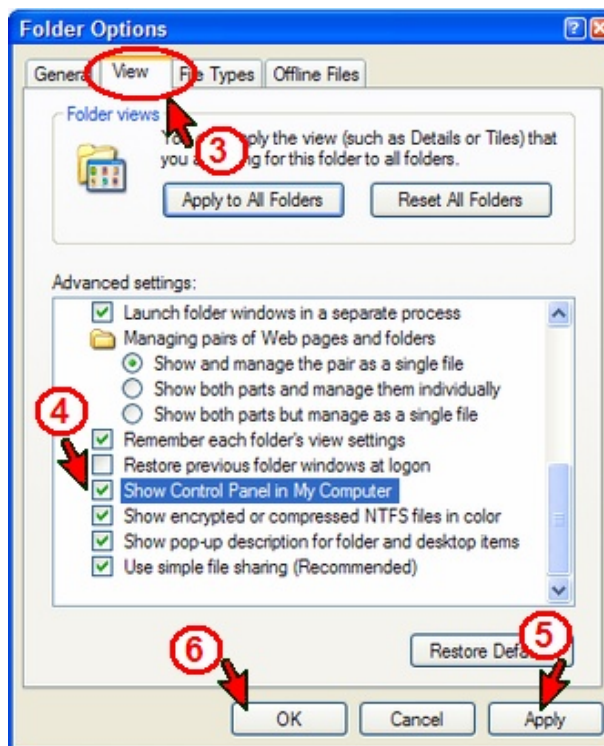 Folder Options
General View File Types Offline Files
Folder views
3
apply the view (such as Details or Tiles) that
you for this folder to all folders.
Apply to All Folders Reset All Folders
Advanced settings:
Launch folder windows in a separate process
Managing pairs of Web pages and folders
Show and manage the pair as a single file
Show both parts and manage them individually
4
Show both parts but manage as a single file
Remember each folder's view settings
Restore previous folder windows at logon
Show Control Panel in My Computer
Show encrypted or compressed NTFS files in color
Show pop-up description for folder and desktop items
Use simple file sharing (Recommended)
6 5
Restore
OK Cancel Apply